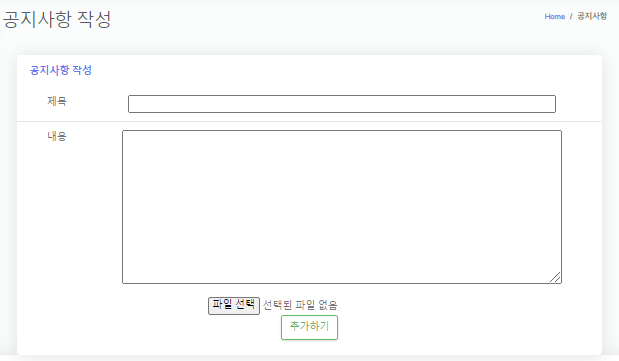 공지사항 작성
Home / 공지사항
공지사항 작성
제목
내용
파일 선택 선택된 파일 없음
추가하기